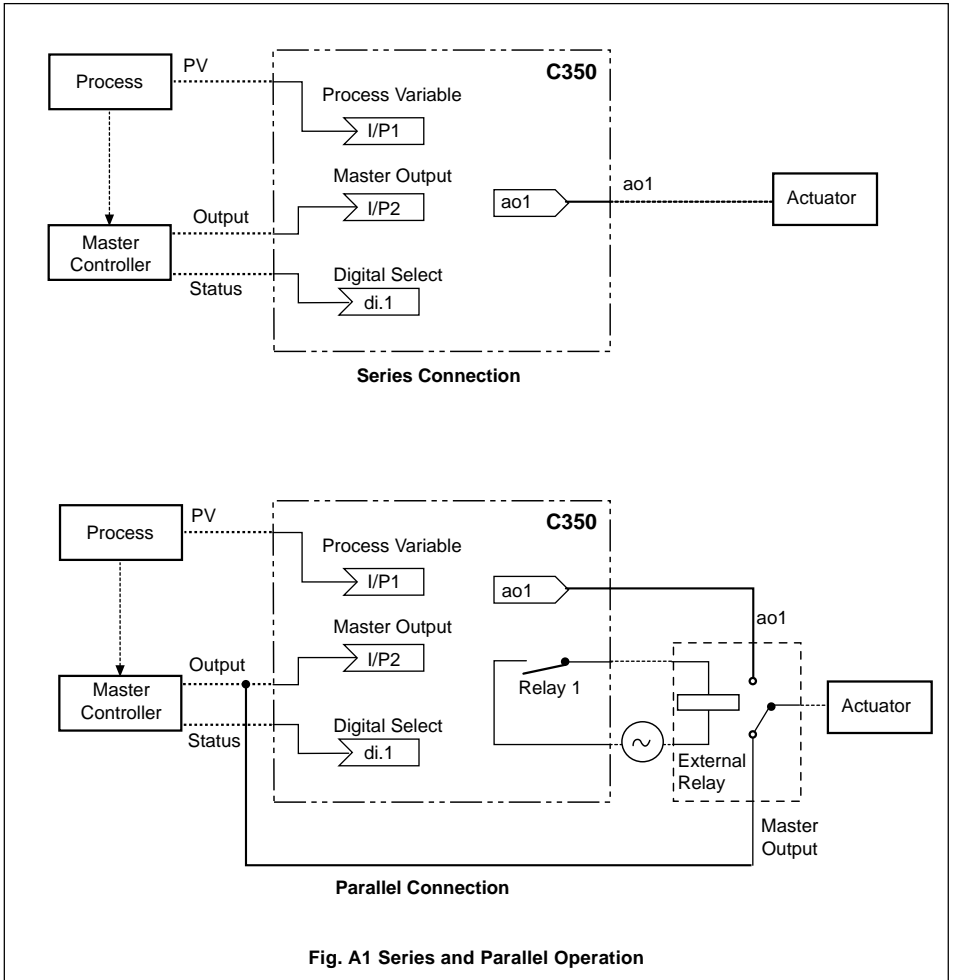 C350
PV
Process
Process Variable
I/P1
Master Output
I/P2
ao1
ao1
Actuator
Output
Master
Controller
Status
Digital Select
di.1
Series Connection
C350
PV
Process
Process Variable
I/P1
ao1
ao1
Master Output
I/P2
Output
Relay 1
Master
Controller
Actuator
Status
Digital Select
di.1
External
Relay
Master
Output
Parallel Connection
Fig. A1 Series and Parallel Operation